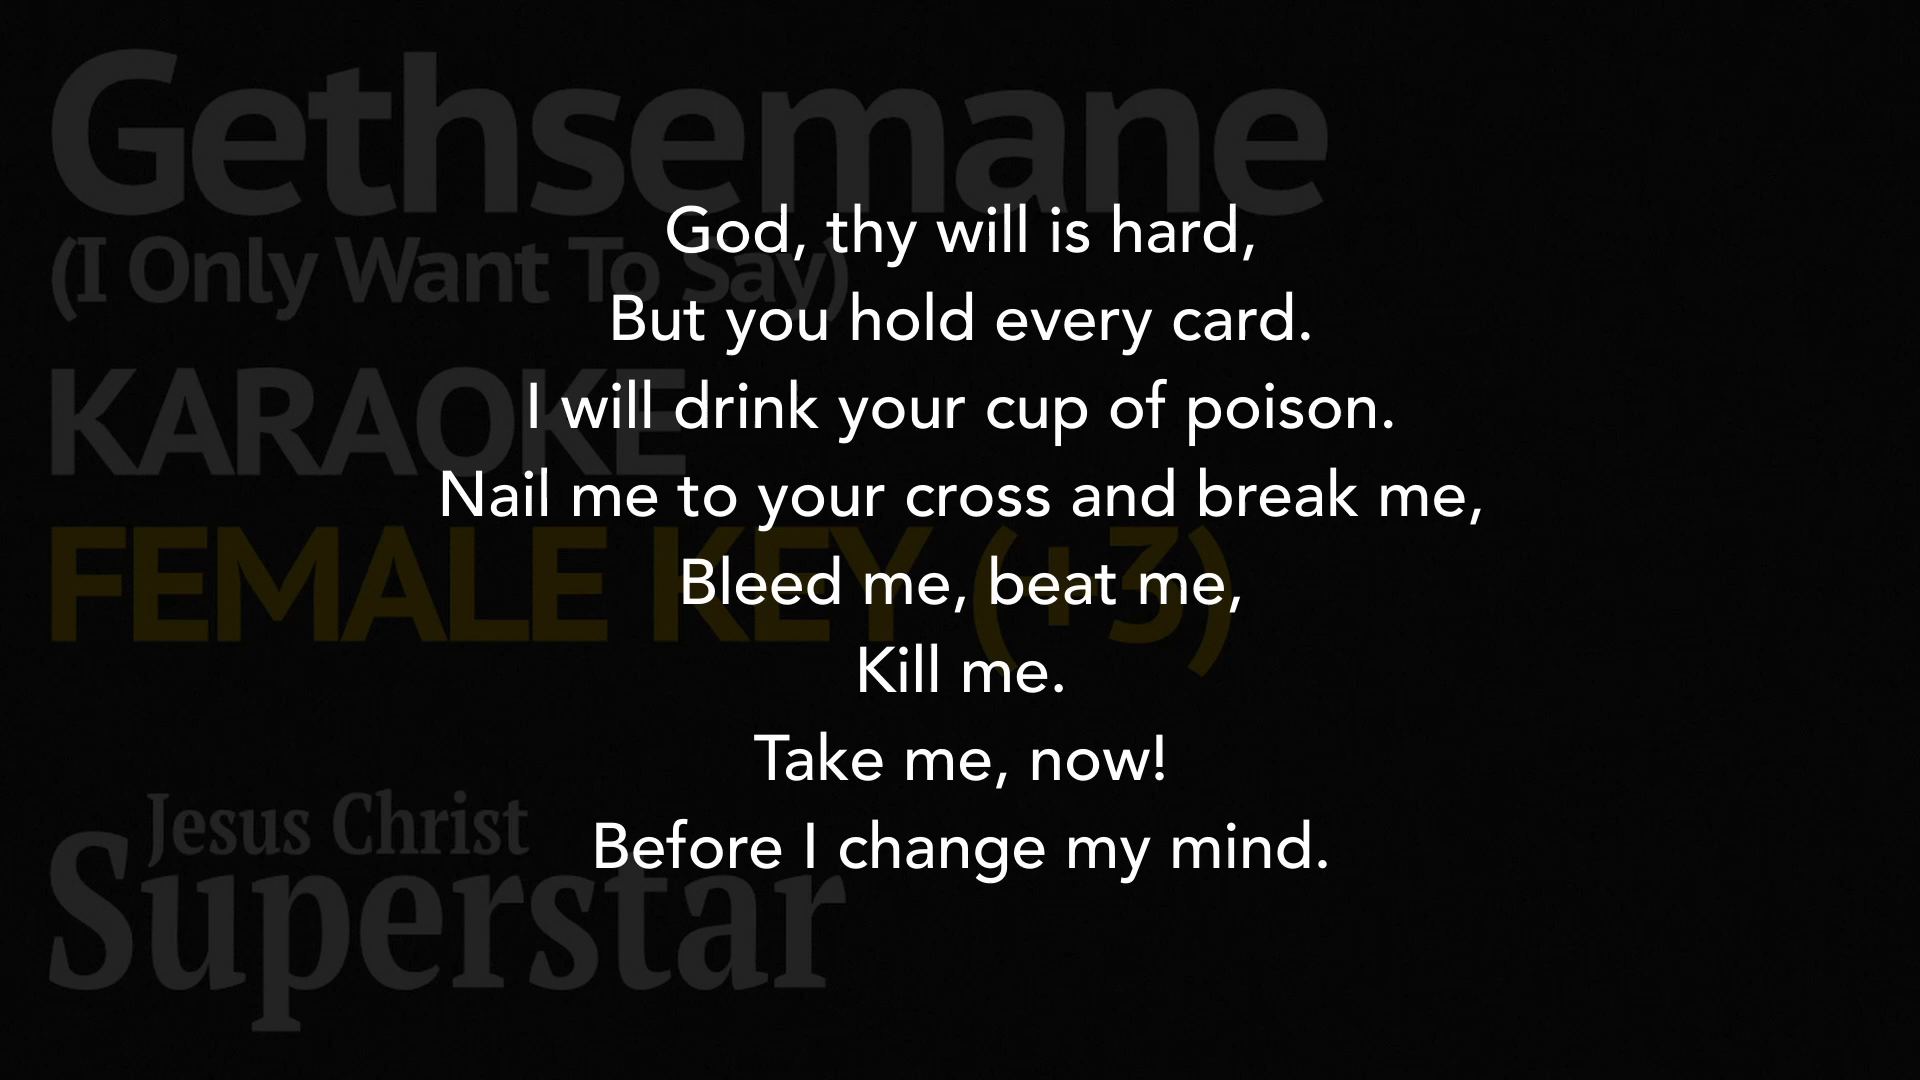 Gethsemane
(I Only Want To Say)
KARAOKE
FEMALE KEY (+3)
Jesus Christ
Superstar
God, thy will is hard,
But you hold every card.
I will drink your cup of poison.
Nail me to your cross and break me,
Bleed me, beat me,
Kill me.
Take me, now!
Before I change my mind.